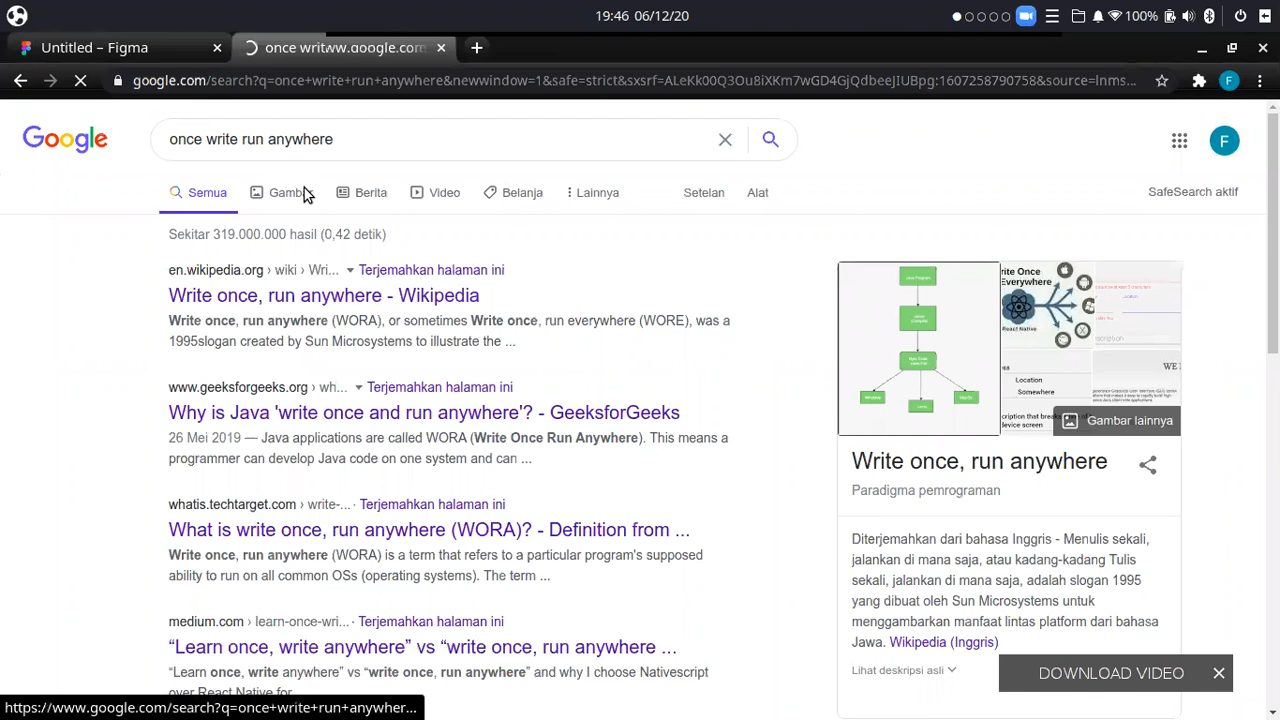 19:46 06/12/20
100%
Untitled – Figma
once writ
google.com/search?q=once+write+run+anywhere&newwindow=1&safe=strict&sxsrf=ALeKk00Q3Ou8iXKm7wGD4GjQdbeeJIUBpg:1607258790758&source=lnms...
F
Google
once write run anywhere
F
Semua
Berita
Video
Belanja
Lainnya
Setelan
Alat
SafeSearch aktif
Sekitar 319.000.000 hasil (0,42 detik)
en.wikipedia.org › wiki › Wri... Terjemahkan halaman ini
Write once, run anywhere - Wikipedia
Write once, run anywhere (WORA), or sometimes Write once, run everywhere (WORE), was a
1995slogan created by Sun Microsystems to illustrate the ...
www.geeksforgeeks.org › wh... Terjemahkan halaman ini
Why is Java 'write once and run anywhere'? - GeeksforGeeks
26 Mei 2019 — Java applications are called WORA (Write Once Run Anywhere). This means a
programmer can develop Java code on one system and can ...
whatis.techtarget.com › write-... · Terjemahkan halaman ini
What is write once, run anywhere (WORA)? - Definition from ...
Write once, run anywhere (WORA) is a term that refers to a particular program's supposed
ability to run on all common OSs (operating systems). The term ...
medium.com › learn-once-wri... · Terjemahkan halaman ini
“Learn once, write anywhere” vs “write once, run anywhere ...
“Learn once, write anywhere” vs “write once, run anywhere” and why I choose Nativescript
over React Native for
Location
Somewhere
device screen
Gambar lainnya
Write once, run anywhere
Paradigma pemrograman
Diterjemahkan dari bahasa Inggris - Menulis sekali,
jalankan di mana saja, atau kadang-kadang Tulis
sekali, jalankan di mana saja, adalah slogan 1995
yang dibuat oleh Sun Microsystems untuk
menggambarkan manfaat lintas platform dari bahasa
Jawa. Wikipedia (Inggris)
Lihat deskripsi asli
DOWNLOAD VIDEO
https://www.google.com/search?q=once+write+run+anywher...